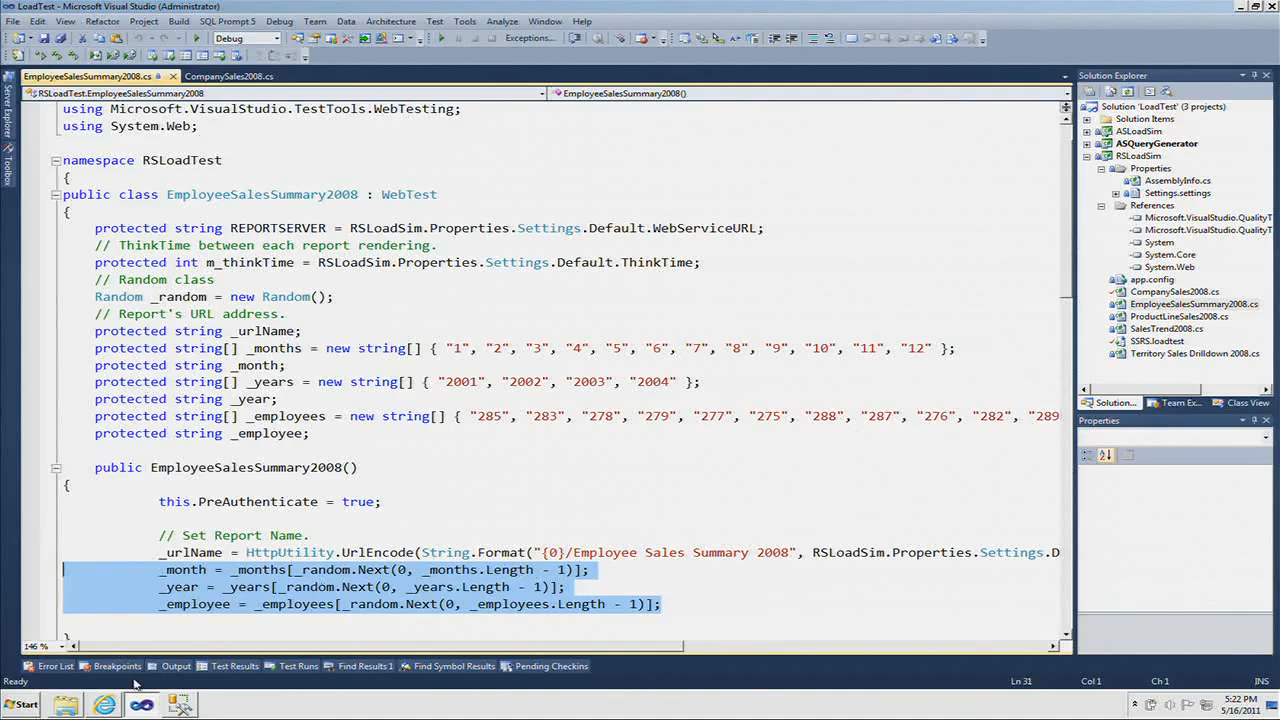 LoadTest - Microsoft Visual Studio (Administrator)
File Edit View Refactor Project Build SQL Prompt 5 Debug Team Data Architecture Test Tools Analyze Window Help
Debug Exceptions...
EmployeeSalesSummary2008.cs CompanySales2008.cs
RSLoadTest.EmployeeSalesSummary2008 EmployeeSalesSummary2008()
using Microsoft.VisualStudio.TestTools.WebTesting;
using System.Web;
namespace RSLoadTest
{
public class EmployeeSalesSummary2008 : WebTest
{
protected string REPORTSERVER = RSLoadSim.Properties.Settings.Default.WebServiceURL;
// ThinkTime between each report rendering.
protected int m_thinkTime = RSLoadSim.Properties.Settings.Default.ThinkTime;
// Random class
Random _random = new Random();
// Report's URL address.
protected string _urlName;
protected string[] _months = new string[] { "1", "2", "3", "4", "5", "6", "7", "8", "9", "10", "11", "12" };
protected string _month;
protected string[] _years = new string[] { "2001", "2002", "2003", "2004" };
protected string _year;
protected string[] _employees = new string[] { "285", "283", "278", "279", "277", "275", "288", "287", "276", "282", "289
protected string _employee;
public EmployeeSalesSummary2008()
{
this.PreAuthenticate = true;
// Set Report Name.
_urlName = HttpUtility.UrlEncode(String.Format("{0}/Employee Sales Summary 2008", RSLoadSim.Properties.Settings.D
_month = _months[_random.Next(0, _months.Length - 1)];
_year = _years[_random.Next(0, _years.Length - 1)];
_employee = _employees[_random.Next(0, _employees.Length - 1)];
}
146 %
Server Explorer
Toolbox
Solution Explorer
Solution 'LoadTest' (3 projects)
Solution Items
ASLoadSim
ASQueryGenerator
RSLoadSim
Properties
AssemblyInfo.cs
Settings.settings
References
Microsoft.VisualStudio.QualityT
Microsoft.VisualStudio.QualityT
System
System.Core
System.Web
app.config
CompanySales2008.cs
EmployeeSalesSummary2008.cs
ProductLineSales2008.cs
SalesTrend2008.cs
SSRS.loadtest
Territory Sales Drilldown 2008.cs
Solution... Team Ex... Class View
Properties
Error List Breakpoints Output Test Results Test Runs Find Results 1 Find Symbol Results Pending Checkins
Ready Ln 31 Col 1 Ch 1 INS
Start 5:22 PM
5/16/2011